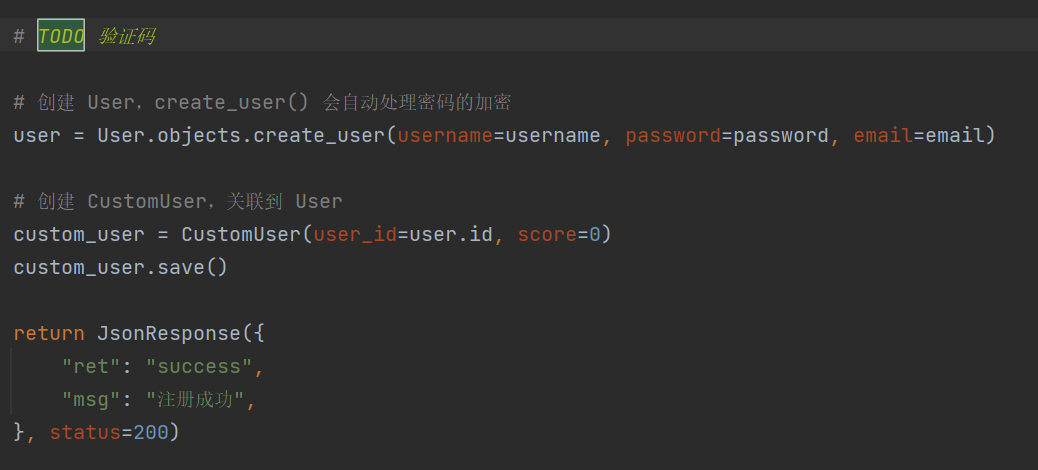 # TODO 验证码
# 创建 User，create_user() 会自动处理密码的加密
user = User.objects.create_user(username=username, password=password, email=email)
# 创建 CustomUser，关联到 User
custom_user = CustomUser(user_id=user.id, score=0)
custom_user.save()
return JsonResponse({
    "ret": "success",
    "msg": "注册成功",
}, status=200)